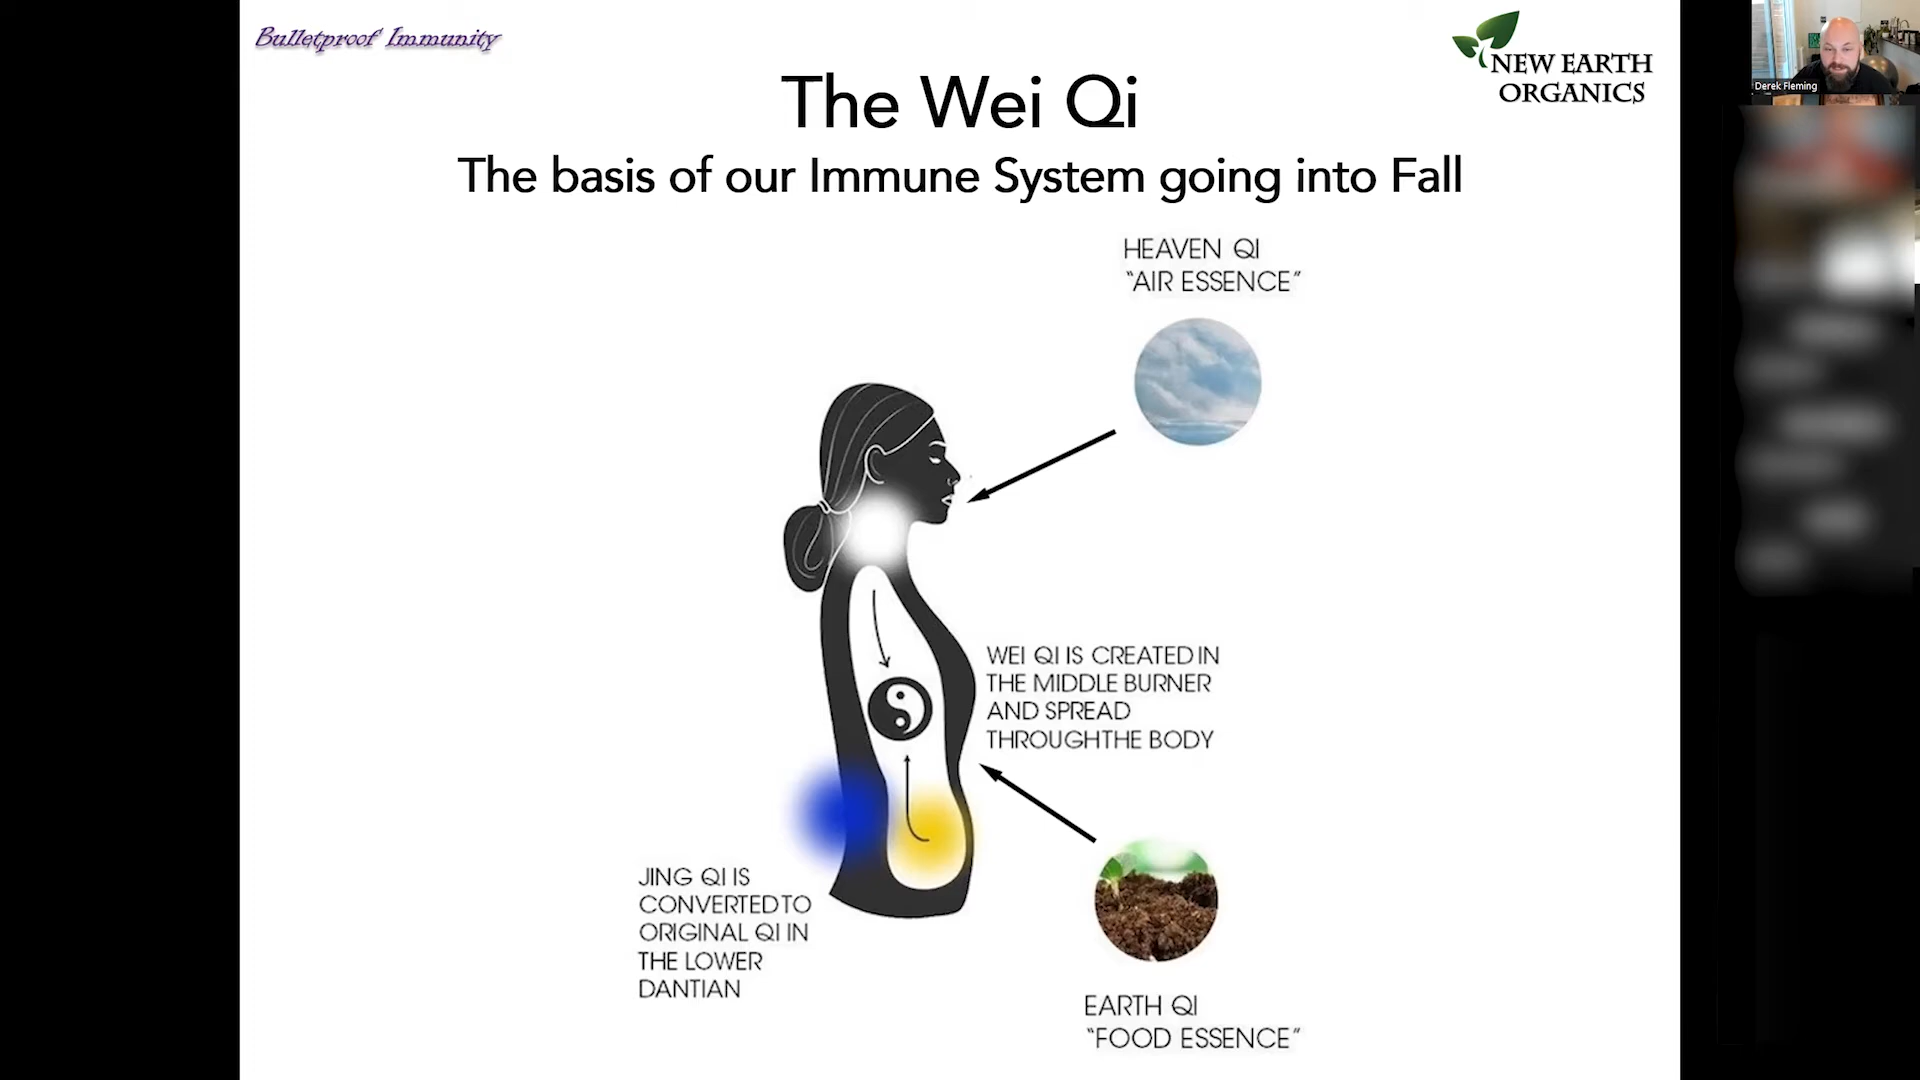 Bulletproof Immunity
NEW EARTH
ORGANICS
Derek Fleming
The Wei Qi
The basis of our Immune System going into Fall
HEAVEN QI
"AIR ESSENCE"
WEI QI IS CREATED IN
THE MIDDLE BURNER
AND SPREAD
THROUGHTHE BODY
JING QI IS
CONVERTED TO
ORIGINAL QI IN
THE LOWER
DANTIAN
EARTH QI
"FOOD ESSENCE"